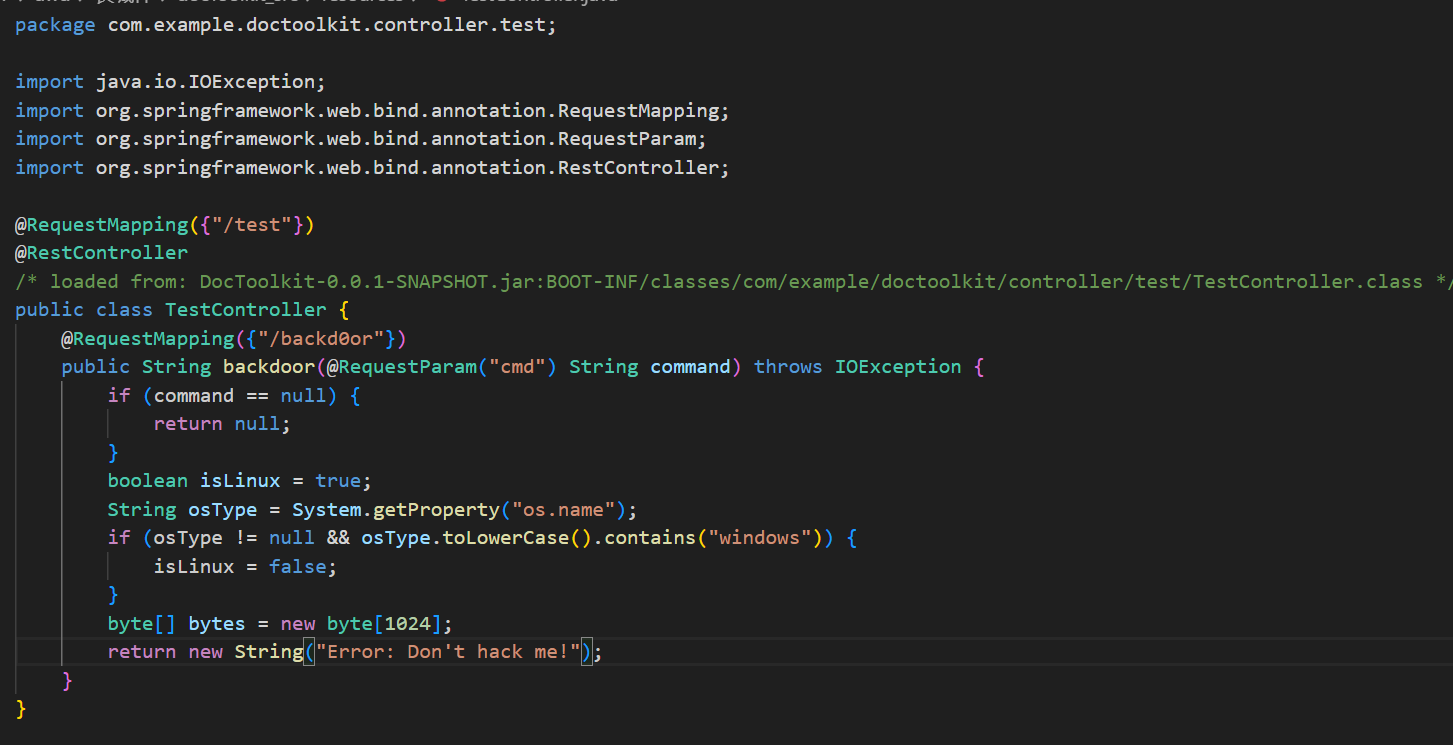 package com.example.doctoolkit.controller.test;
import java.io.IOException;
import org.springframework.web.bind.annotation.RequestMapping;
import org.springframework.web.bind.annotation.RequestParam;
import org.springframework.web.bind.annotation.RestController;
@RequestMapping({"/test"})
@RestController
/* loaded from: DocToolkit-0.0.1-SNAPSHOT.jar:BOOT-INF/classes/com/example/doctoolkit/controller/test/TestController.class */
public class TestController {
    @RequestMapping({"/backd0or"})
    public String backdoor(@RequestParam("cmd") String command) throws IOException {
        if (command == null) {
            return null;
        }
        boolean isLinux = true;
        String osType = System.getProperty("os.name");
        if (osType != null && osType.toLowerCase().contains("windows")) {
            isLinux = false;
        }
        byte[] bytes = new byte[1024];
        return new String("Error: Don't hack me!");
    }
}